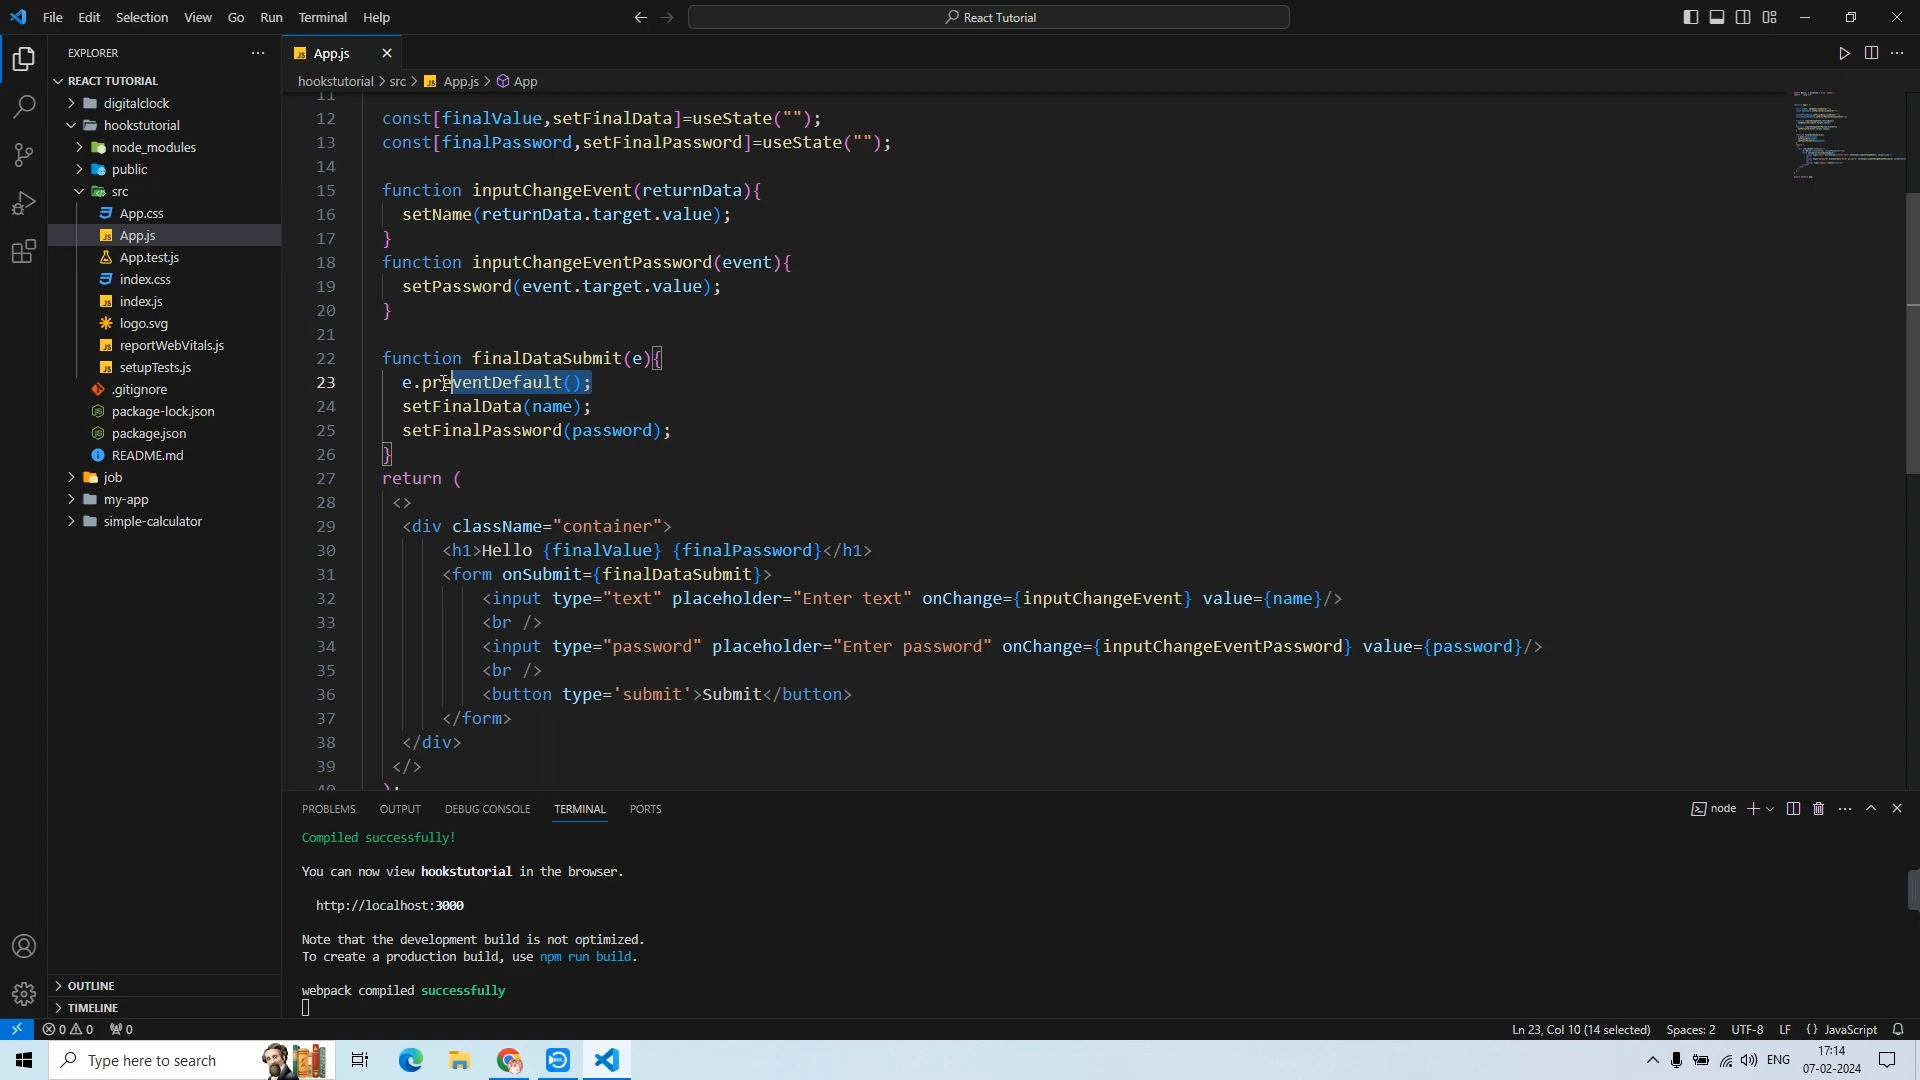 File Edit Selection View Go Run Terminal Help
React Tutorial
EXPLORER
REACT TUTORIAL
digitalclock
hookstutorial
node_modules
public
src
App.css
App.js
App.test.js
index.css
index.js
logo.svg
reportWebVitals.js
setupTests.js
.gitignore
package-lock.json
package.json
README.md
job
my-app
simple-calculator
OUTLINE
TIMELINE
App.js
hookstutorial > src > App.js > App
11
12 const[finalValue,setFinalData]=useState("");
13 const[finalPassword,setFinalPassword]=useState("");
14
15 function inputChangeEvent(returnData){
16 setName(returnData.target.value);
17 }
18 function inputChangeEventPassword(event){
19 setPassword(event.target.value);
20 }
21
22 function finalDataSubmit(e){
23 e.preventDefault();
24 setFinalData(name);
25 setFinalPassword(password);
26 }
27 return (
28 <>
29 <div className="container">
30 <h1>Hello {finalValue} {finalPassword}</h1>
31 <form onSubmit={finalDataSubmit}>
32 <input type="text" placeholder="Enter text" onChange={inputChangeEvent} value={name}/>
33 <br />
34 <input type="password" placeholder="Enter password" onChange={inputChangeEventPassword} value={password}/>
35 <br />
36 <button type='submit'>Submit</button>
37 </form>
38 </div>
39 </>
40 );
PROBLEMS OUTPUT DEBUG CONSOLE TERMINAL PORTS
node
Compiled successfully!
You can now view hookstutorial in the browser.
http://localhost:3000
Note that the development build is not optimized.
To create a production build, use npm run build.
webpack compiled successfully
0 0 0
Ln 23, Col 10 (14 selected) Spaces: 2 UTF-8 LF {} JavaScript
Type here to search
ENG
17:14
07-02-2024